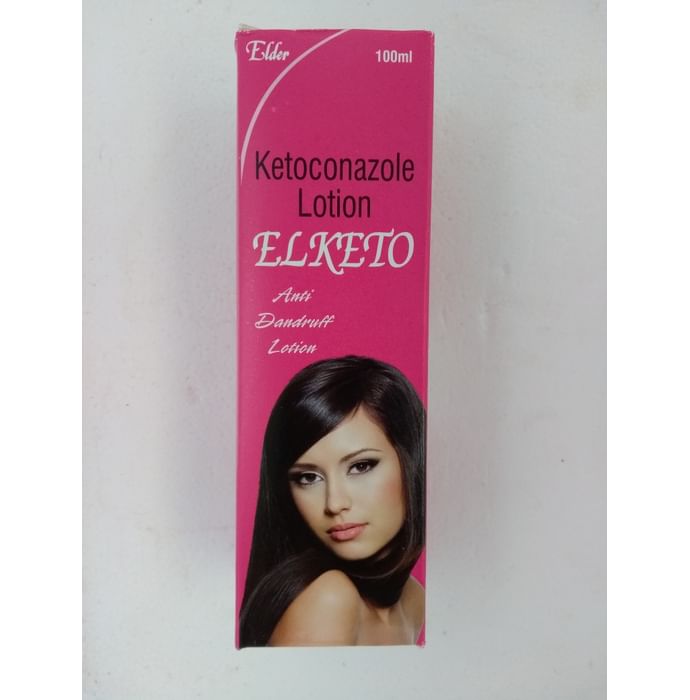 Elder
100ml
Ketoconazole
Lotion
ELKETO
Anti
Dandruff
Lotion